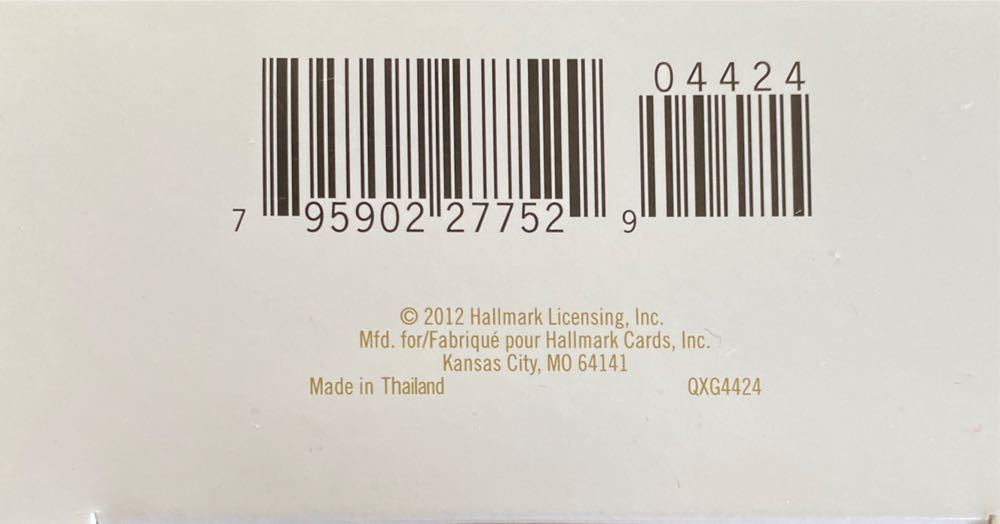 04424
7 95902 27752 9
© 2012 Hallmark Licensing, Inc.
Mfd. for/Fabriqué pour Hallmark Cards, Inc.
Kansas City, MO 64141
Made in Thailand QXG4424